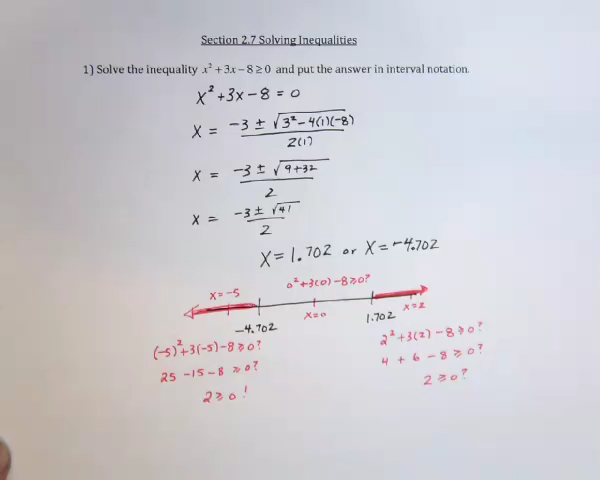 Section 2.7 Solving Inequalities
1) Solve the inequality x² + 3x – 8 ≥ 0 and put the answer in interval notation.
x² + 3x – 8 = 0
x = (–3 ± √(3² – 4(1)(–8))) / 2(1)
x = (–3 ± √(9+32)) / 2
x = (–3 ± √41) / 2
x = 1.702 or x = –4.702
0² + 3(0) – 8 ≥ 0?
x = –5
x = 0
x = 2
–4.702
1.702
(–5)² + 3(–5) – 8 ≥ 0?
25 – 15 – 8 ≥ 0?
2 ≥ 0!
2² + 3(2) – 8 ≥ 0?
4 + 6 – 8 ≥ 0?
2 ≥ 0?